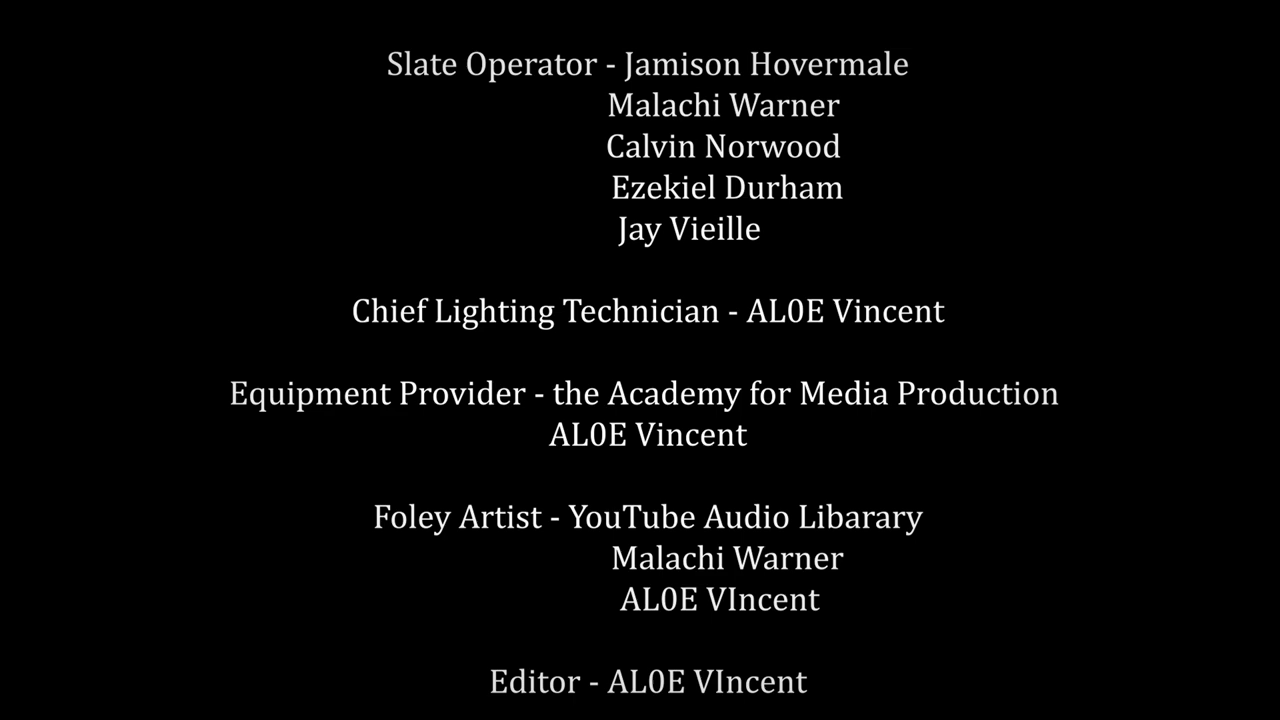 Slate Operator - Jamison Hovermale
Malachi Warner
Calvin Norwood
Ezekiel Durham
Jay Vieille
Chief Lighting Technician - AL0E Vincent
Equipment Provider - the Academy for Media Production
AL0E Vincent
Foley Artist - YouTube Audio Libarary
Malachi Warner
AL0E VIncent
Editor - AL0E VIncent